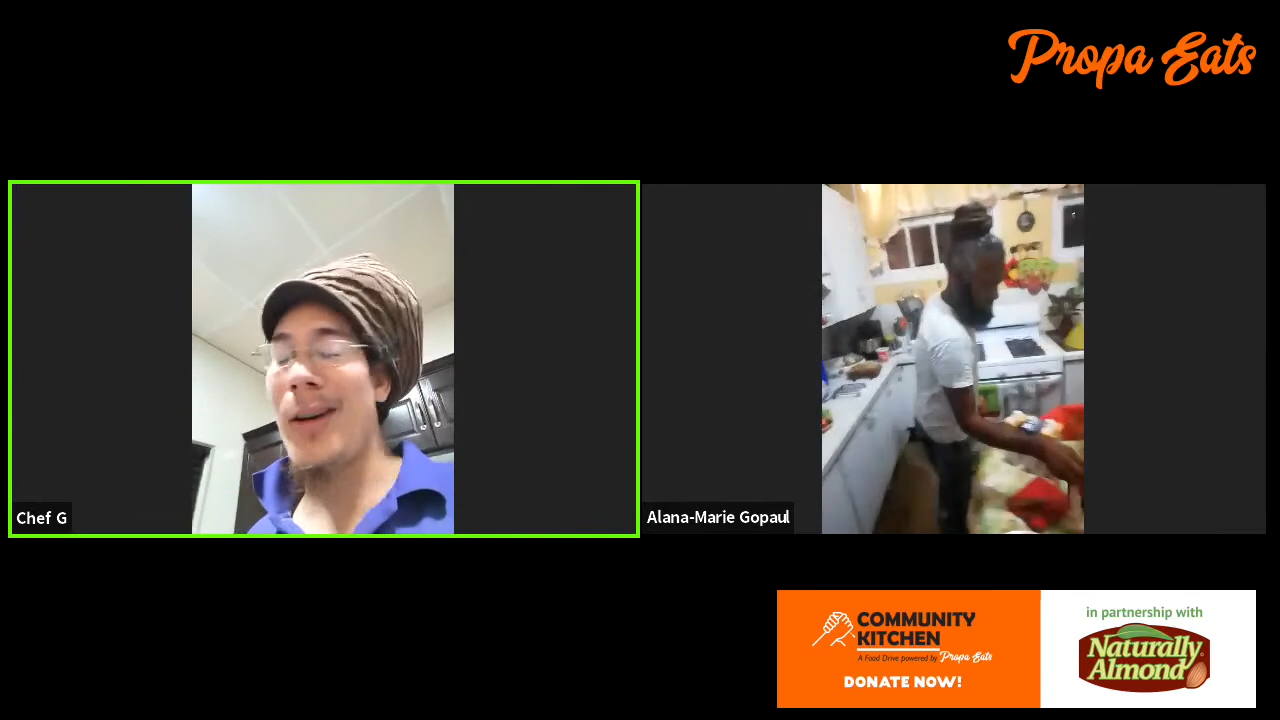 Propa Eats
Chef G
Alana-Marie Gopaul
COMMUNITY
KITCHEN
A Food Drive powered by Propa Eats
DONATE NOW!
in partnership with
Naturally
Almond